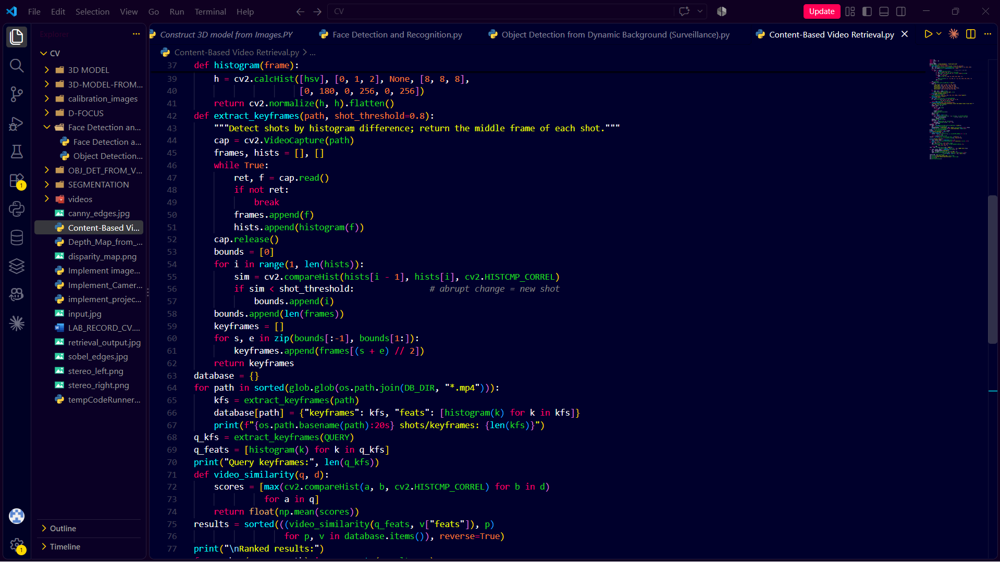 File Edit Selection View Go Run Terminal Help
CV
Update
Explorer
Construct 3D model from Images.PY
Face Detection and Recognition.py
Object Detection from Dynamic Background (Surveillance).py
Content-Based Video Retrieval.py
Content-Based Video Retrieval.py > ...
CV
3D MODEL
3D-MODEL-FROM...
calibration_images
D-FOCUS
Face Detection an...
Face Detection a...
Object Detection...
OBJ_DET_FROM_V...
SEGMENTATION
videos
canny_edges.jpg
Content-Based Vi...
Depth_Map_from_...
disparity_map.png
Implement image...
Implement_Camer...
implement_projec...
input.jpg
LAB_RECORD_CV....
retrieval_output.jpg
sobel_edges.jpg
stereo_left.png
stereo_right.png
tempCodeRunner...
Outline
Timeline
1
1
37 def histogram(frame):
39     h = cv2.calcHist([hsv], [0, 1, 2], None, [8, 8, 8],
40                      [0, 180, 0, 256, 0, 256])
41     return cv2.normalize(h, h).flatten()
42 def extract_keyframes(path, shot_threshold=0.8):
43     """Detect shots by histogram difference; return the middle frame of each shot."""
44     cap = cv2.VideoCapture(path)
45     frames, hists = [], []
46     while True:
47         ret, f = cap.read()
48         if not ret:
49             break
50         frames.append(f)
51         hists.append(histogram(f))
52     cap.release()
53     bounds = [0]
54     for i in range(1, len(hists)):
55         sim = cv2.compareHist(hists[i - 1], hists[i], cv2.HISTCMP_CORREL)
56         if sim < shot_threshold:               # abrupt change = new shot
57             bounds.append(i)
58     bounds.append(len(frames))
59     keyframes = []
60     for s, e in zip(bounds[:-1], bounds[1:]):
61         keyframes.append(frames[(s + e) // 2])
62     return keyframes
63 database = {}
64 for path in sorted(glob.glob(os.path.join(DB_DIR, "*.mp4"))):
65     kfs = extract_keyframes(path)
66     database[path] = {"keyframes": kfs, "feats": [histogram(k) for k in kfs]}
67     print(f"{os.path.basename(path):20s} shots/keyframes: {len(kfs)}")
68 q_kfs = extract_keyframes(QUERY)
69 q_feats = [histogram(k) for k in q_kfs]
70 print("Query keyframes:", len(q_kfs))
71 def video_similarity(q, d):
72     scores = [max(cv2.compareHist(a, b, cv2.HISTCMP_CORREL) for b in d)
73               for a in q]
74     return float(np.mean(scores))
75 results = sorted(((video_similarity(q_feats, v["feats"]), p)
76                   for p, v in database.items()), reverse=True)
77 print("\nRanked results:")